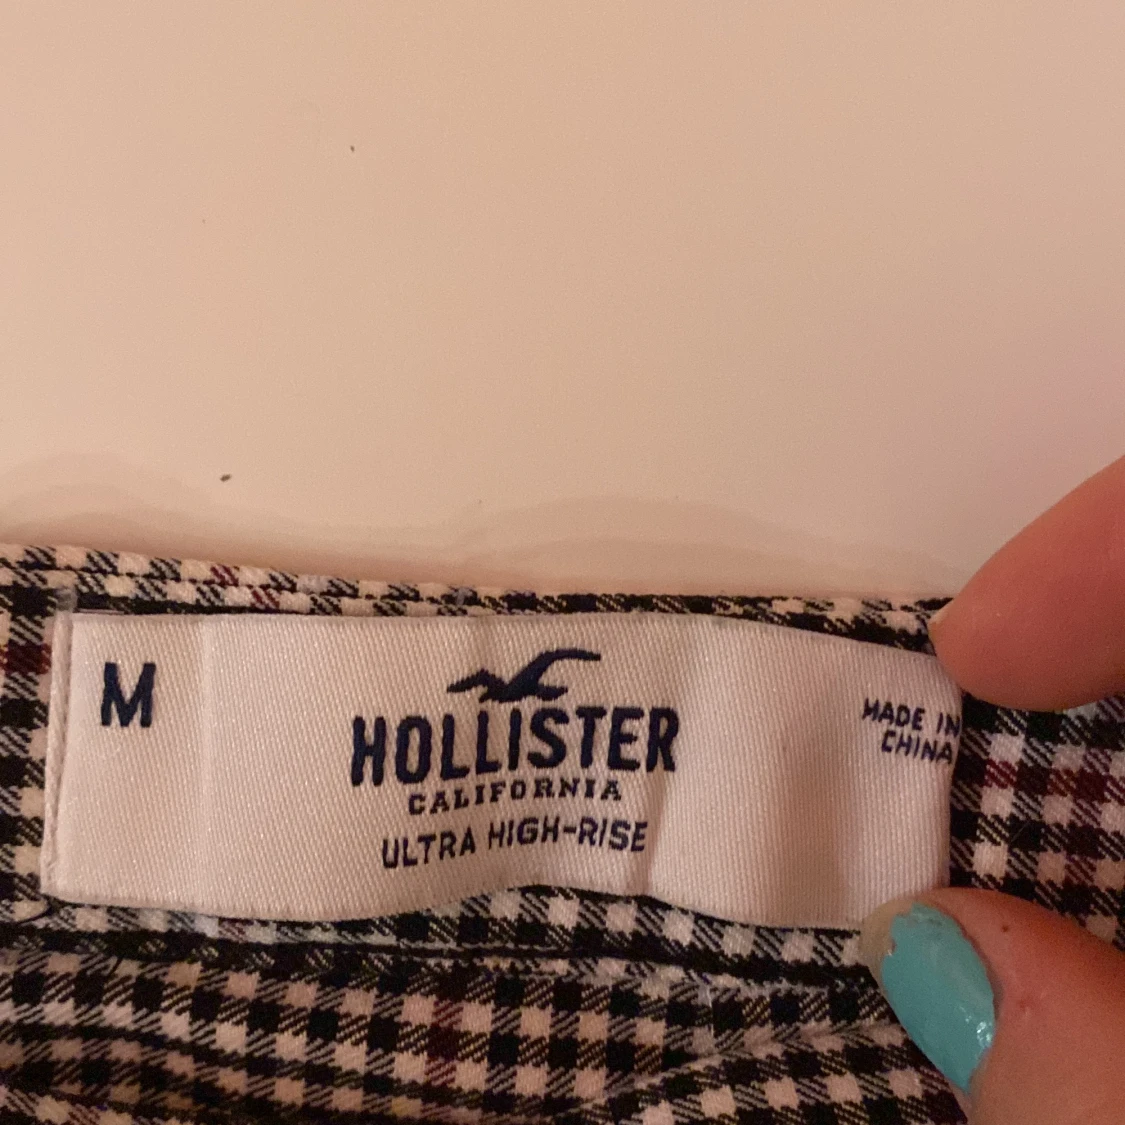 M
HOLLISTER
CALIFORNIA
ULTRA HIGH-RISE
MADE IN
CHINA